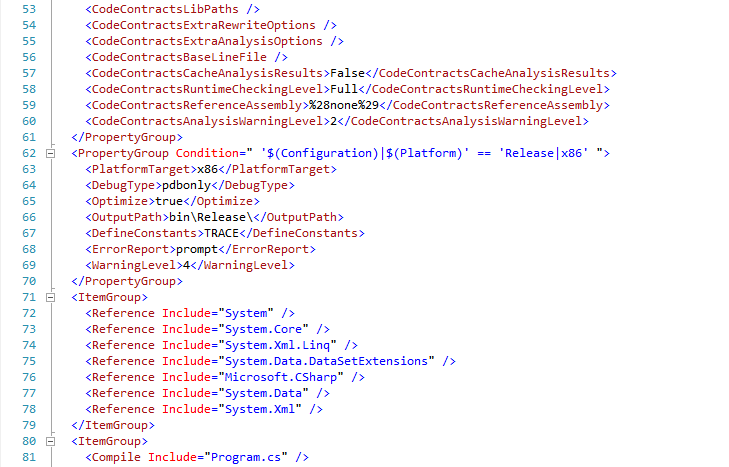 53 <CodeContractsLibPaths />
54 <CodeContractsExtraRewriteOptions />
55 <CodeContractsExtraAnalysisOptions />
56 <CodeContractsBaseLineFile />
57 <CodeContractsCacheAnalysisResults>False</CodeContractsCacheAnalysisResults>
58 <CodeContractsRuntimeCheckingLevel>Full</CodeContractsRuntimeCheckingLevel>
59 <CodeContractsReferenceAssembly>%28none%29</CodeContractsReferenceAssembly>
60 <CodeContractsAnalysisWarningLevel>2</CodeContractsAnalysisWarningLevel>
61 </PropertyGroup>
62 <PropertyGroup Condition=" '$(Configuration)|$(Platform)' == 'Release|x86' ">
63 <PlatformTarget>x86</PlatformTarget>
64 <DebugType>pdbonly</DebugType>
65 <Optimize>true</Optimize>
66 <OutputPath>bin\Release\</OutputPath>
67 <DefineConstants>TRACE</DefineConstants>
68 <ErrorReport>prompt</ErrorReport>
69 <WarningLevel>4</WarningLevel>
70 </PropertyGroup>
71 <ItemGroup>
72 <Reference Include="System" />
73 <Reference Include="System.Core" />
74 <Reference Include="System.Xml.Linq" />
75 <Reference Include="System.Data.DataSetExtensions" />
76 <Reference Include="Microsoft.CSharp" />
77 <Reference Include="System.Data" />
78 <Reference Include="System.Xml" />
79 </ItemGroup>
80 <ItemGroup>
81 <Compile Include="Program.cs" />